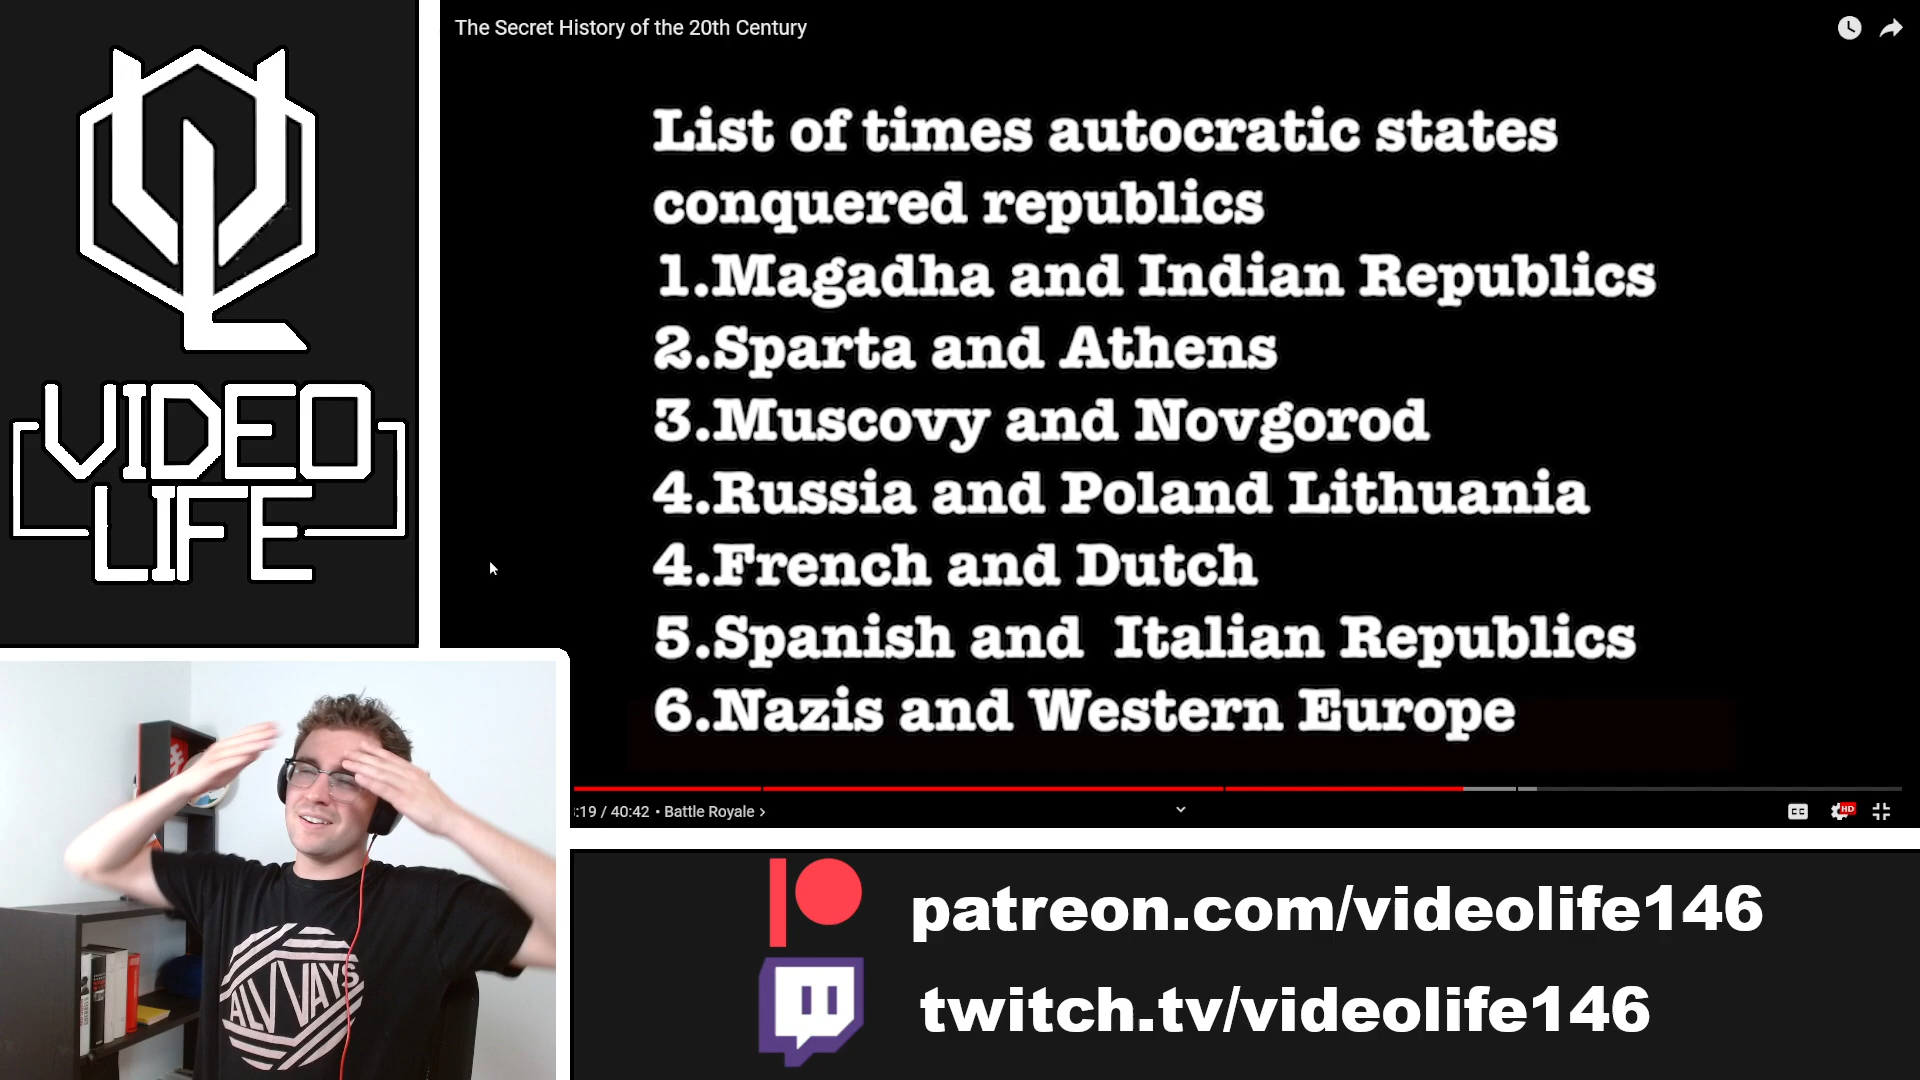 The Secret History of the 20th Century
List of times autocratic states
conquered republics
1.Magadha and Indian Republics
2.Sparta and Athens
3.Muscovy and Novgorod
4.Russia and Poland Lithuania
4.French and Dutch
5.Spanish and Italian Republics
6.Nazis and Western Europe
:19 / 40:42 • Battle Royale >
CC
HD
VIDEO
LIFE
ALVVAYS
patreon.com/videolife146
twitch.tv/videolife146